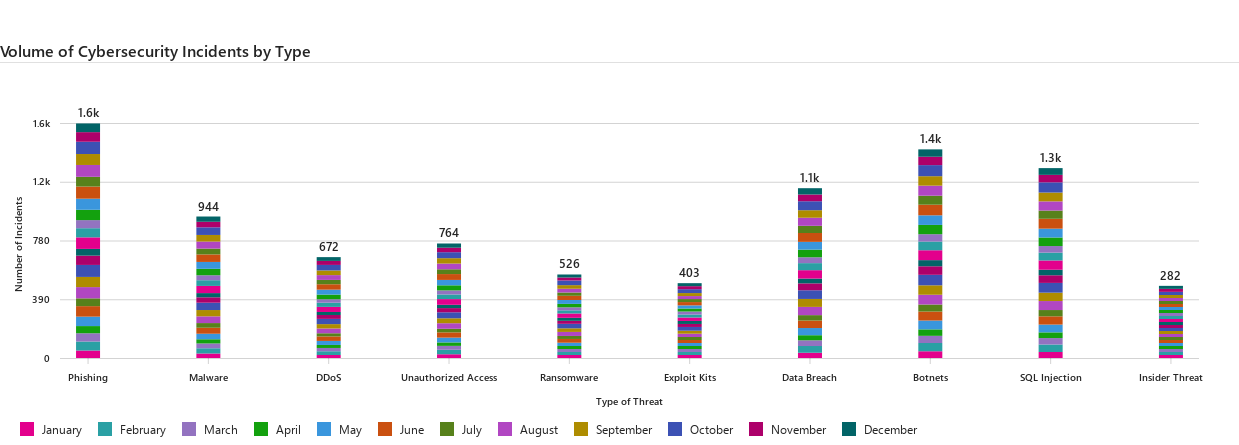 Volume of Cybersecurity Incidents by Type
1.6k
1.6k
1.4k
1.3k
1.2k
1.1k
944
780
764
672
526
403
390
282
0
Number of Incidents
Phishing Malware DDoS Unauthorized Access Ransomware Exploit Kits Data Breach Botnets SQL Injection Insider Threat
Type of Threat
January February March April May June July August September October November December